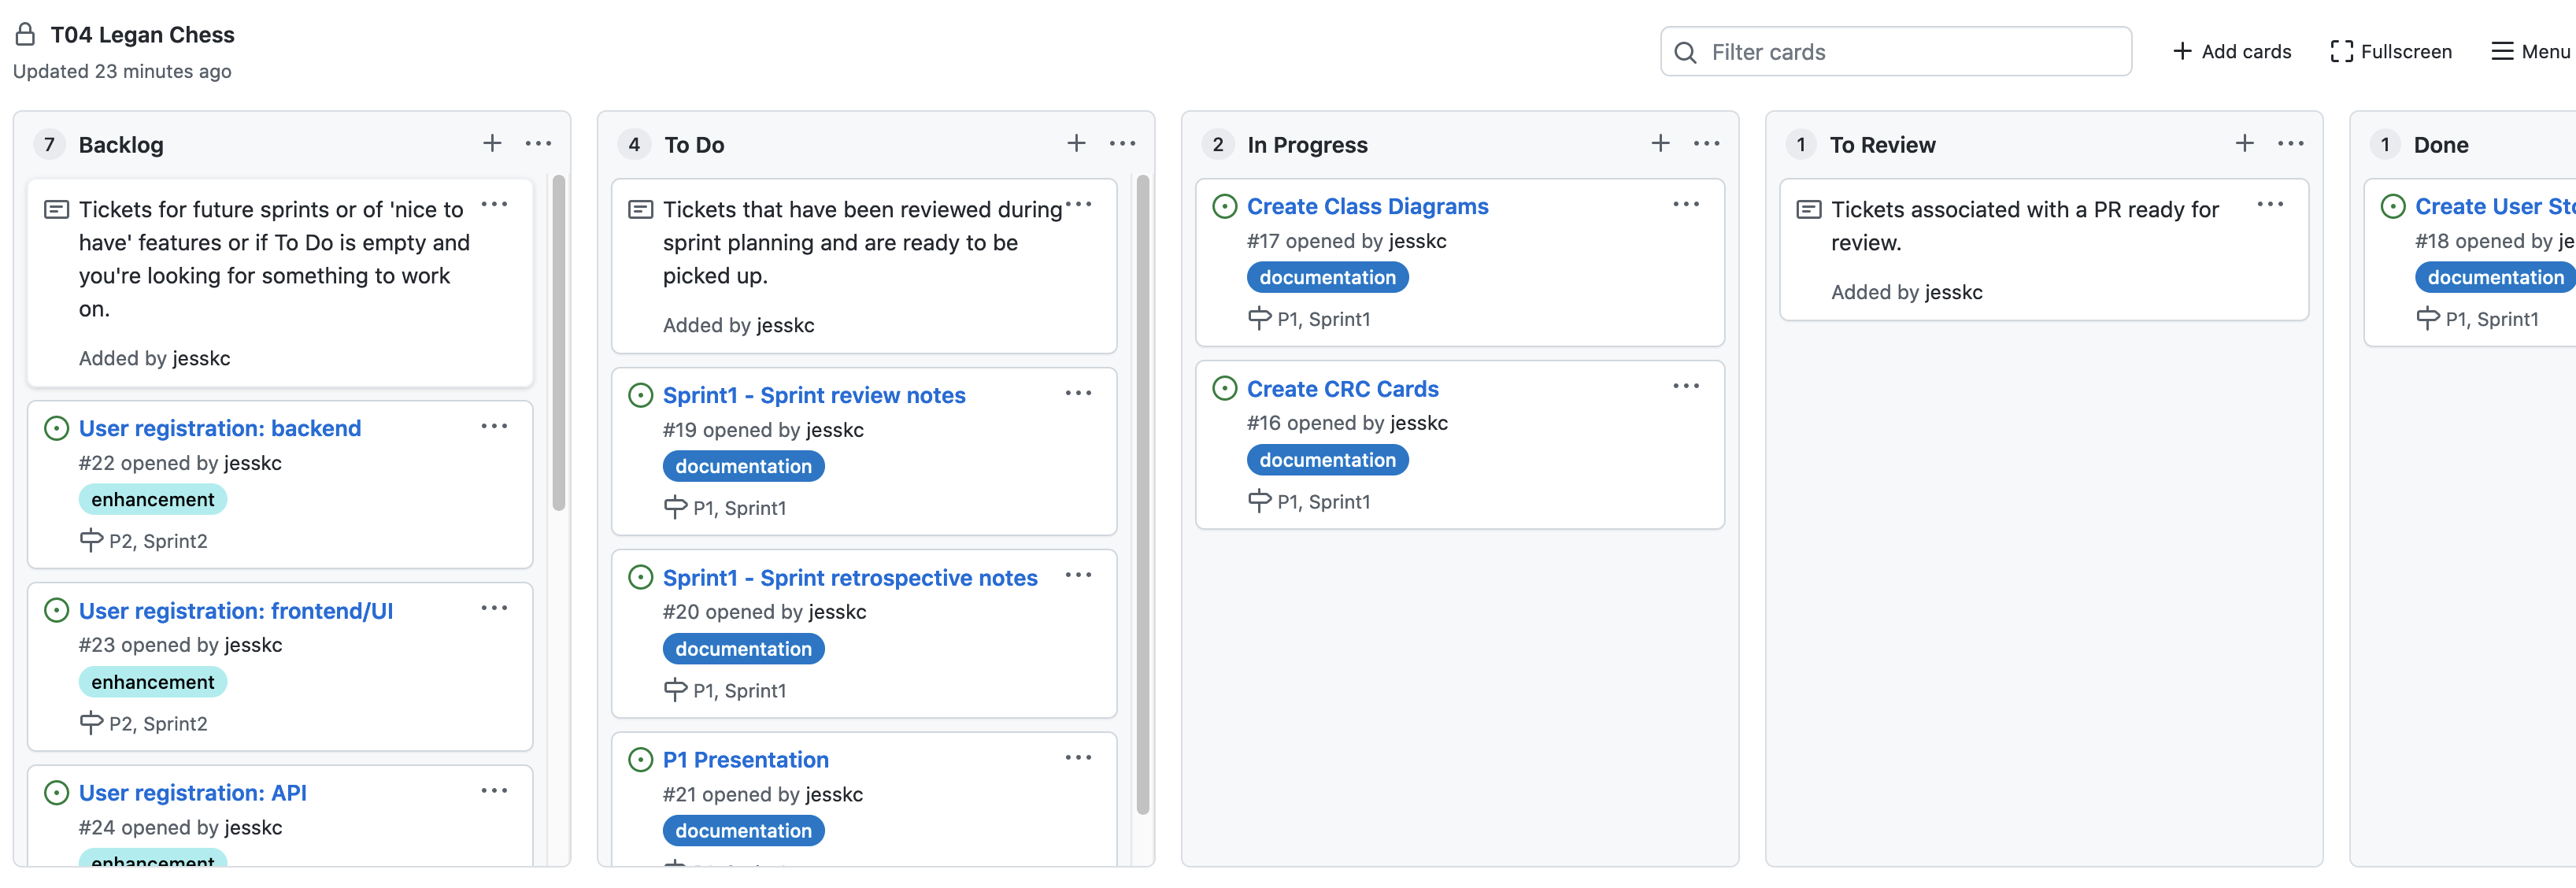 T04 Legan Chess
Updated 23 minutes ago
Filter cards
Add cards
Fullscreen
Menu
7 Backlog
Tickets for future sprints or of 'nice to
have' features or if To Do is empty and
you're looking for something to work
on.
Added by jesskc
User registration: backend
#22 opened by jesskc
enhancement
P2, Sprint2
User registration: frontend/UI
#23 opened by jesskc
enhancement
P2, Sprint2
User registration: API
#24 opened by jesskc
enhancement
4 To Do
Tickets that have been reviewed during
sprint planning and are ready to be
picked up.
Added by jesskc
Sprint1 - Sprint review notes
#19 opened by jesskc
documentation
P1, Sprint1
Sprint1 - Sprint retrospective notes
#20 opened by jesskc
documentation
P1, Sprint1
P1 Presentation
#21 opened by jesskc
documentation
2 In Progress
Create Class Diagrams
#17 opened by jesskc
documentation
P1, Sprint1
Create CRC Cards
#16 opened by jesskc
documentation
P1, Sprint1
1 To Review
Tickets associated with a PR ready for
review.
Added by jesskc
1 Done
Create User
#18 opened by
documentation
P1, Sprint1